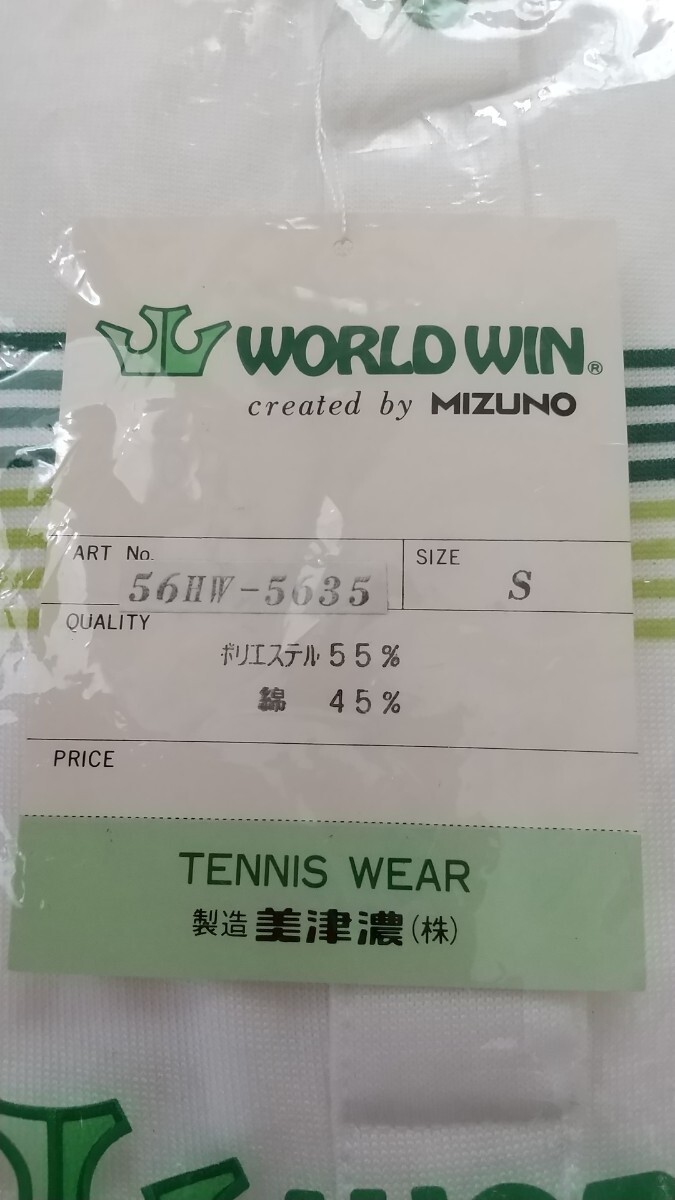 WORLD WIN®
created by MIZUNO
ART No. 56HW-5635
SIZE S
QUALITY
ポリエステル 55%
綿 45%
PRICE
TENNIS WEAR
製造 美津濃(株)